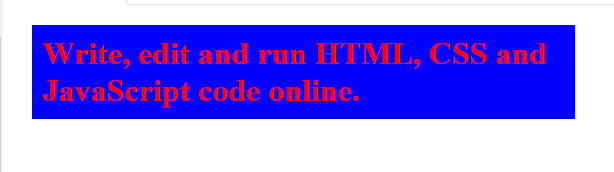 Write, edit and run HTML, CSS and
JavaScript code online.